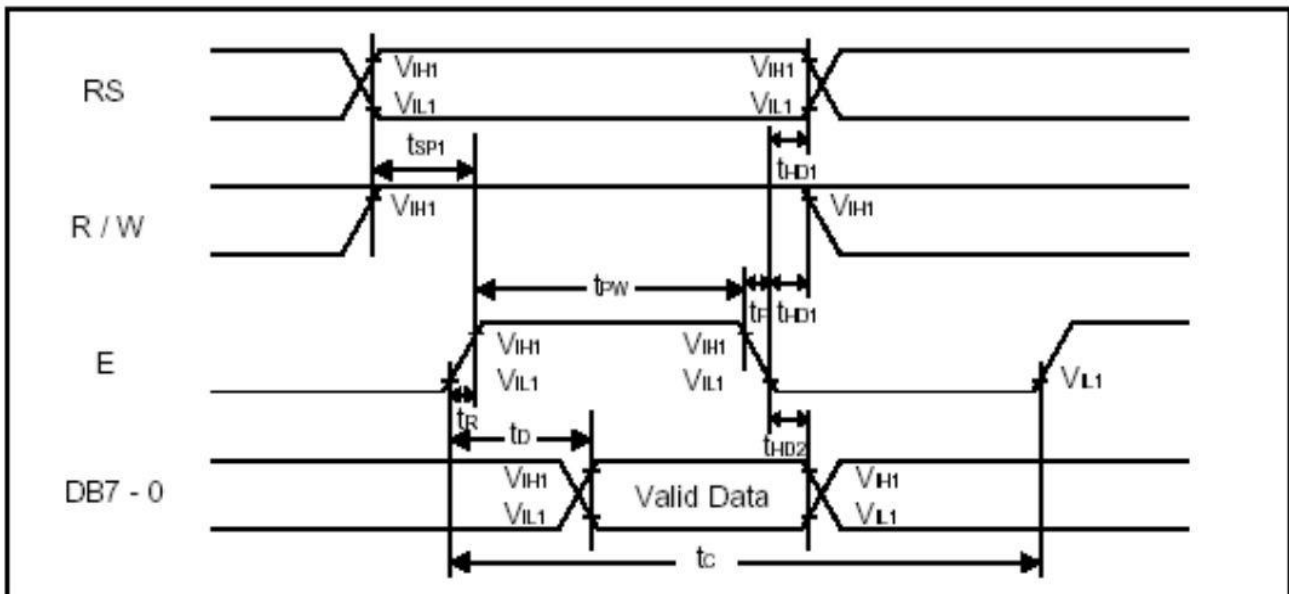 RS
VIH1 VIH1
VIL1 VIL1
tSP1 tHD1
R / W
VIH1 VIH1
tPW tF tHD1
E
VIH1 VIH1
VIL1 VIL1 VIL1
tR tD tHD2
DB7 - 0
VIH1 Valid Data VIH1
VIL1 VIL1
tC